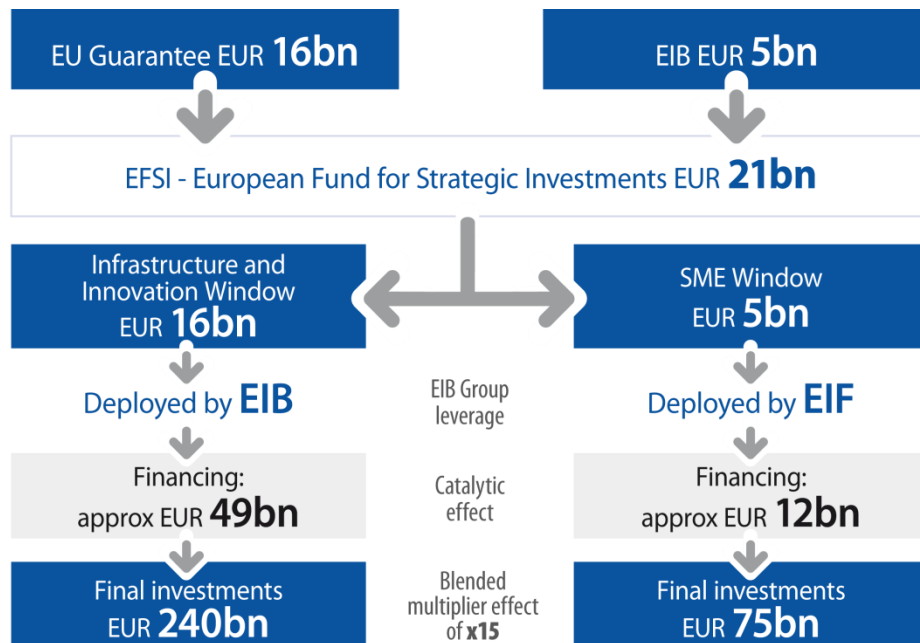 EU Guarantee EUR 16bn
EIB EUR 5bn
EFSI - European Fund for Strategic Investments EUR 21bn
Infrastructure and
Innovation Window
EUR 16bn
SME Window
EUR 5bn
Deployed by EIB
EIB Group
leverage
Deployed by EIF
Financing:
approx EUR 49bn
Catalytic
effect
Financing:
approx EUR 12bn
Final investments
EUR 240bn
Blended
multiplier effect
of x15
Final investments
EUR 75bn